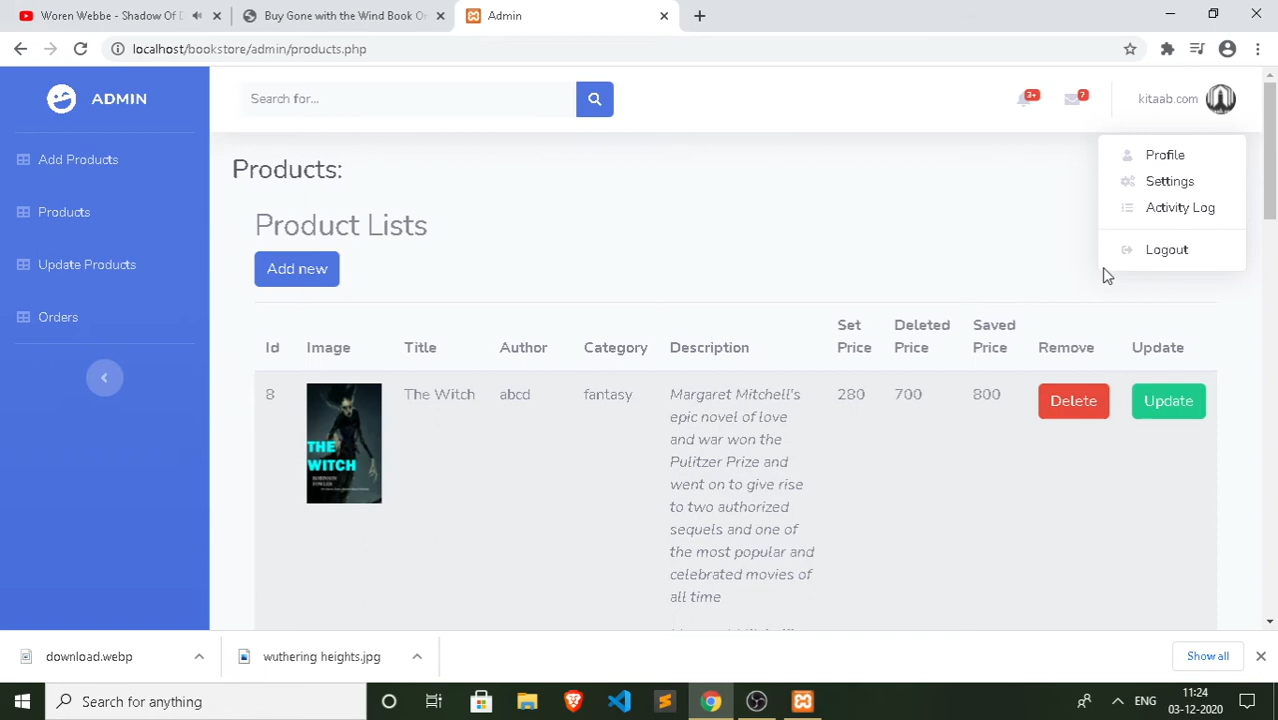 Woren Webbe - Shadow Of D
Buy Gone with the Wind Book On
Admin
localhost/bookstore/admin/products.php
ADMIN
Search for...
3+
7
kitaab.com
Profile
Settings
Activity Log
Logout
Add Products
Products
Update Products
Orders
Products:
Product Lists
Add new
Id
Image
Title
Author
Category
Description
Set Price
Deleted Price
Saved Price
Remove
Update
8
THE
WITCH
The Witch
abcd
fantasy
Margaret Mitchell's
epic novel of love
and war won the
Pulitzer Prize and
went on to give rise
to two authorized
sequels and one of
the most popular and
celebrated movies of
all time
280
700
800
Delete
Update
download.webp
wuthering heights.jpg
Show all
Search for anything
ENG
11:24
03-12-2020